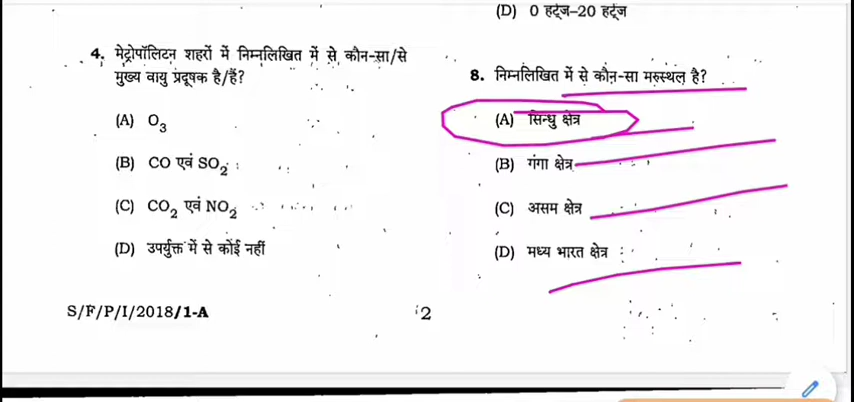 (D) 0 हर्ट्ज–20 हर्ट्ज
4. मेट्रोपॉलिटन शहरों में निम्नलिखित में से कौन-सा/से
मुख्य वायु प्रदूषक है/हैं?
(A) O₃
(B) CO एवं SO₂
(C) CO₂ एवं NO₂
(D) उपर्युक्त में से कोई नहीं
8. निम्नलिखित में से कौन-सा मरुस्थल है?
(A) सिन्धु क्षेत्र
(B) गंगा क्षेत्र
(C) असम क्षेत्र
(D) मध्य भारत क्षेत्र
S/F/P/I/2018/1-A
2